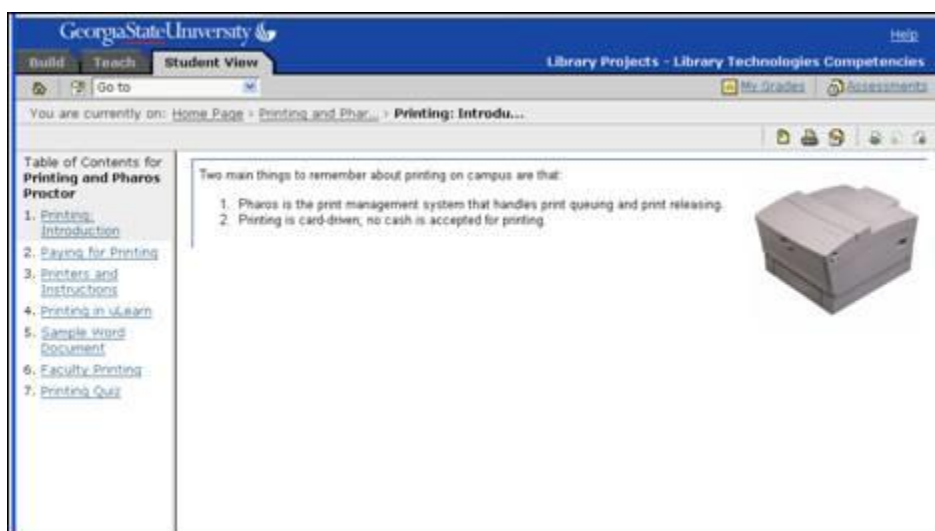 GeorgiaStateUniversity
Help
Build Teach Student View
Library Projects - Library Technologies Competencies
Go to
My Grades Assessments
You are currently on: Home Page > Printing and Phar... > Printing: Introdu...
Table of Contents for
Printing and Pharos
Proctor
1. Printing:
Introduction
2. Paying for Printing
3. Printers and
Instructions
4. Printing in uLearn
5. Sample Word
Document
6. Faculty Printing
7. Printing Quiz
Two main things to remember about printing on campus are that:
1. Pharos is the print management system that handles print queuing and print releasing.
2. Printing is card-driven; no cash is accepted for printing.